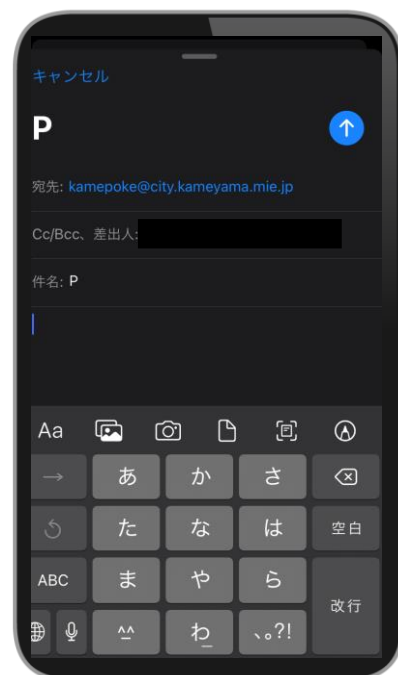 キャンセル
P
宛先: kamepoke@city.kameyama.mie.jp
Cc/Bcc、差出人:
件名: P
Aa
→ あ か さ
た な は 空白
ABC ま や ら 改行
^^ わ_ 、。?!